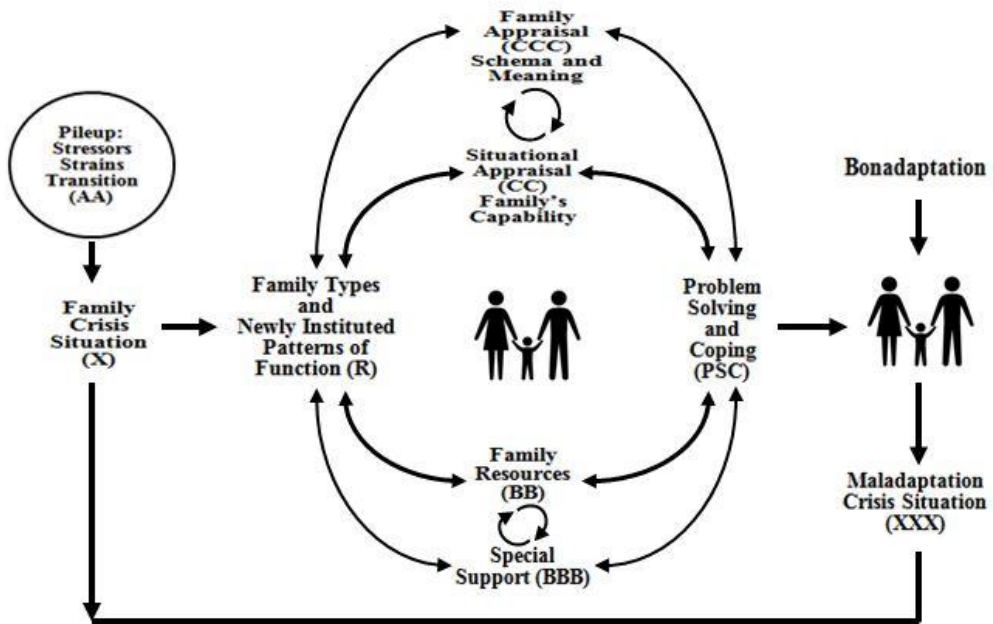 Family
Appraisal
(CCC)
Schema and
Meaning
Pileup:
Stressors
Strains
Transition
(AA)
Situational
Appraisal
(CC)
Family's
Capability
Bonadaptation
Family
Crisis
Situation
(X)
Family Types
and
Newly Instituted
Patterns of
Function (R)
Problem
Solving
and
Coping
(PSC)
Family
Resources
(BB)
Special
Support (BBB)
Maladaptation
Crisis Situation
(XXX)